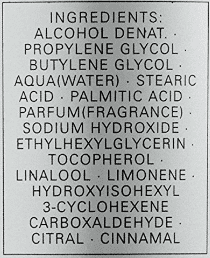 INGREDIENTS:
ALCOHOL DENAT. ·
PROPYLENE GLYCOL ·
BUTYLENE GLYCOL ·
AQUA(WATER) · STEARIC
ACID · PALMITIC ACID ·
PARFUM(FRAGRANCE) ·
SODIUM HYDROXIDE ·
ETHYLHEXYLGLYCERIN ·
TOCOPHEROL ·
LINALOOL · LIMONENE ·
HYDROXYISOHEXYL
3-CYCLOHEXENE
CARBOXALDEHYDE ·
CITRAL · CINNAMAL